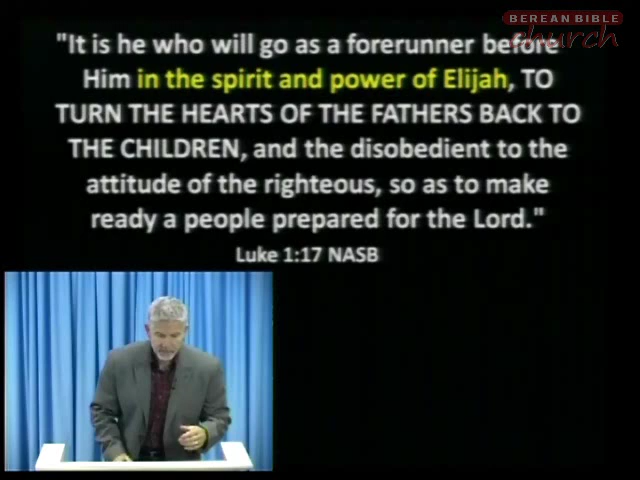 BEREAN BIBLE
church
"It is he who will go as a forerunner before
Him in the spirit and power of Elijah, TO
TURN THE HEARTS OF THE FATHERS BACK TO
THE CHILDREN, and the disobedient to the
attitude of the righteous, so as to make
ready a people prepared for the Lord."
Luke 1:17 NASB